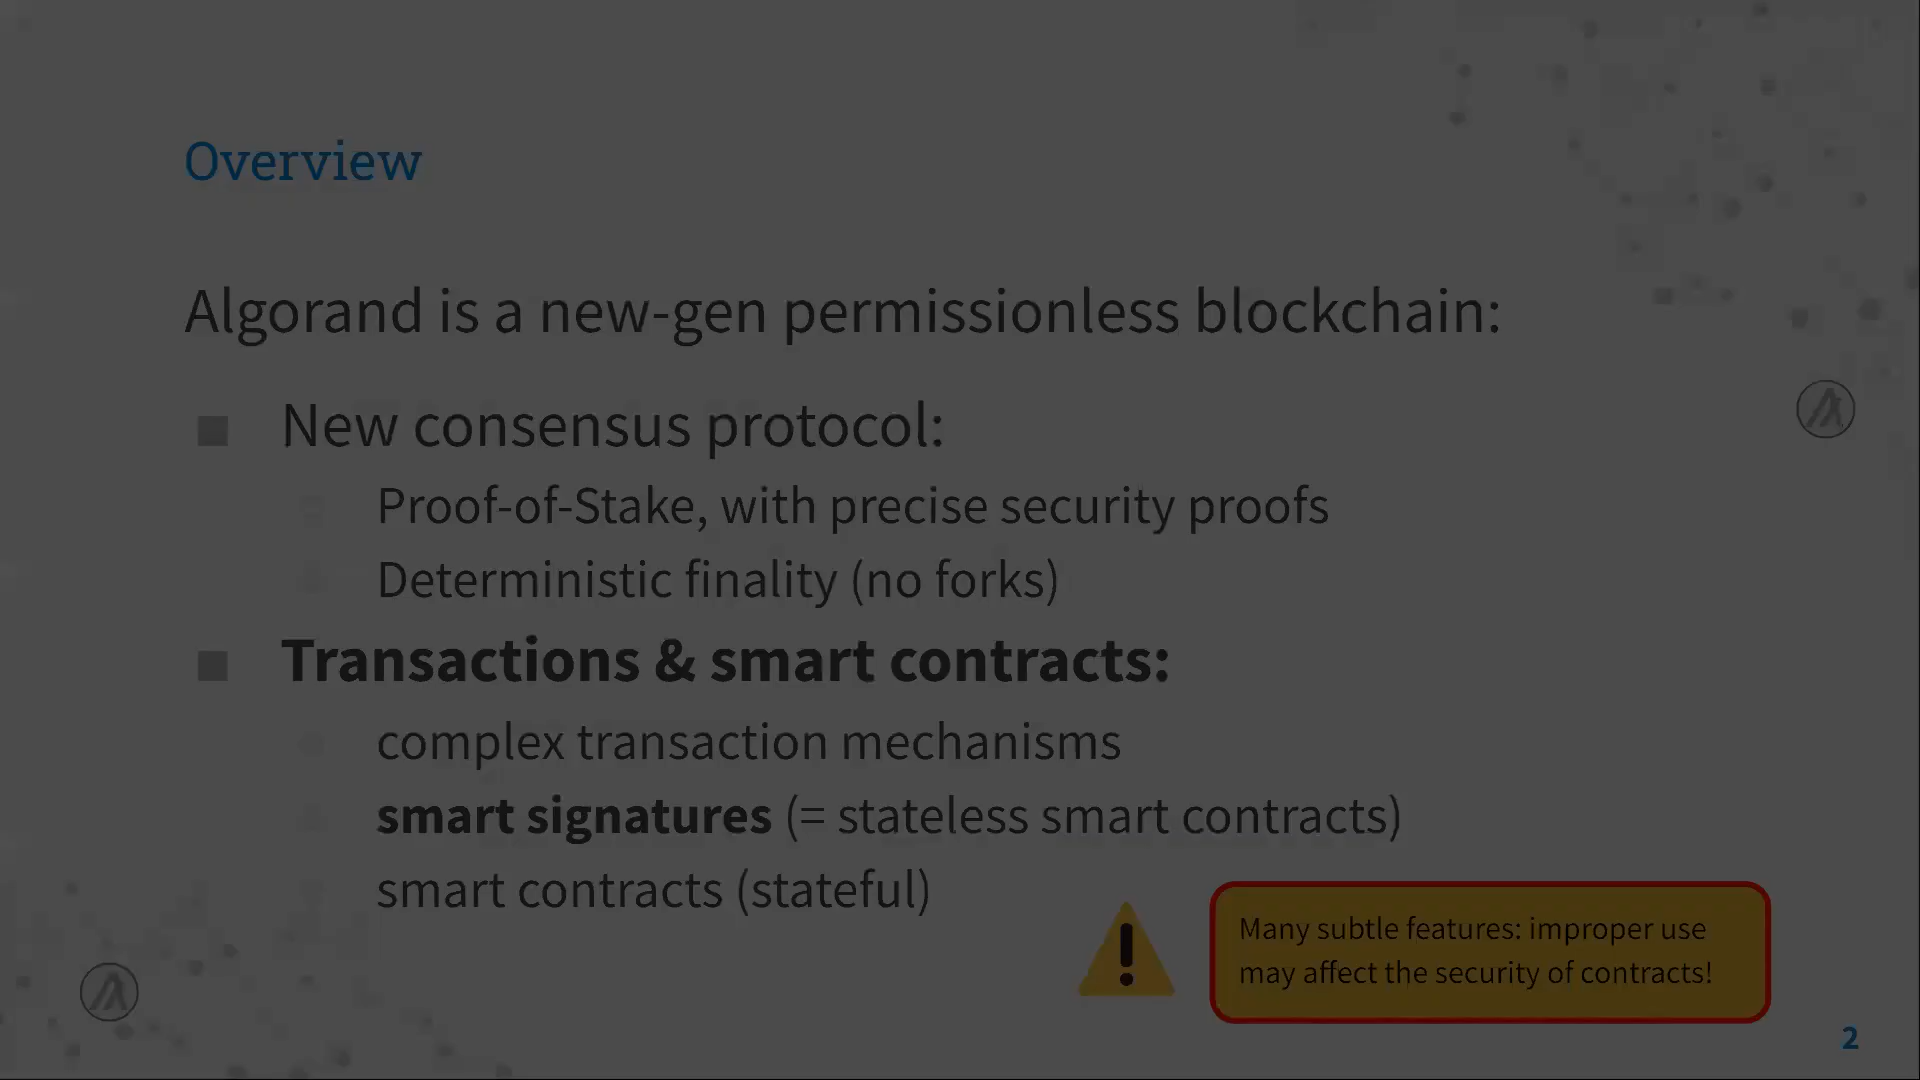 Overview
Algorand is a new-gen permissionless blockchain:
New consensus protocol:
Proof-of-Stake, with precise security proofs
Deterministic finality (no forks)
Transactions & smart contracts:
complex transaction mechanisms
smart signatures (= stateless smart contracts)
smart contracts (stateful)
Many subtle features: improper use
may affect the security of contracts!
2